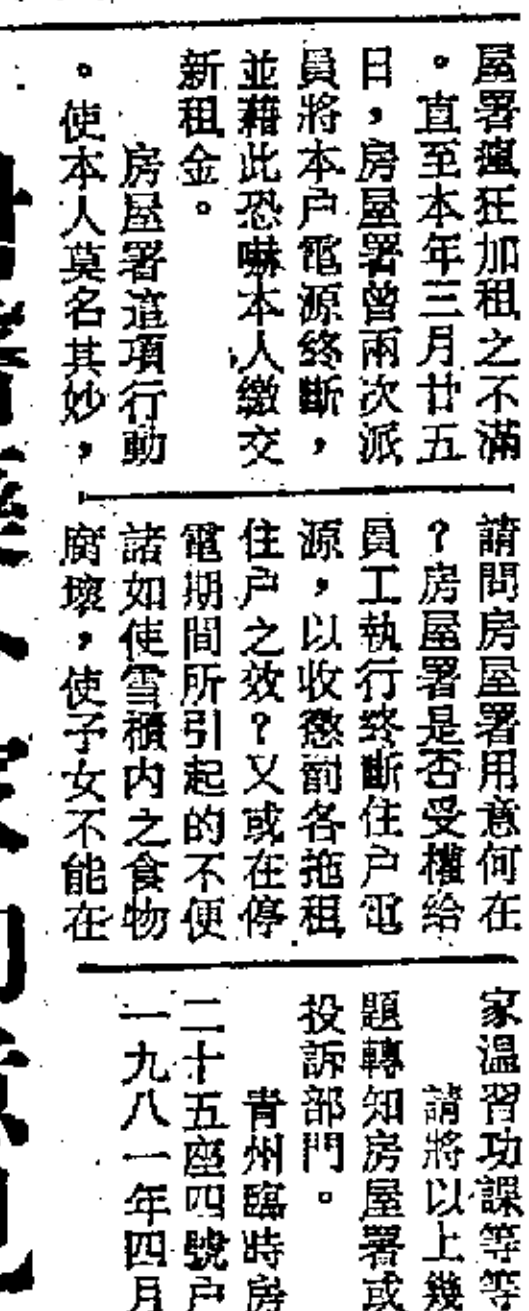 屋署瘋狂加租之不滿
。直至本年三月廿五
日，房屋署曾兩次派
員將本户電源終斷，
並藉此恐嚇本人繳交
新租金。
房屋署這項行動
。使本人莫名其妙，
請問房屋署用意何在
？房屋署是否受權給
員工執行終斷住户電
源，以收懲罰各拖租
住户之效？又或在停
電期間所引起的不便
諸如使雪櫃内之食物
腐壞，使子女不能在
家溫習功課等等
請將以上幾
題轉知房屋署或
投訴部門。
青州臨時房
二十五座四號户
一九八一年四月